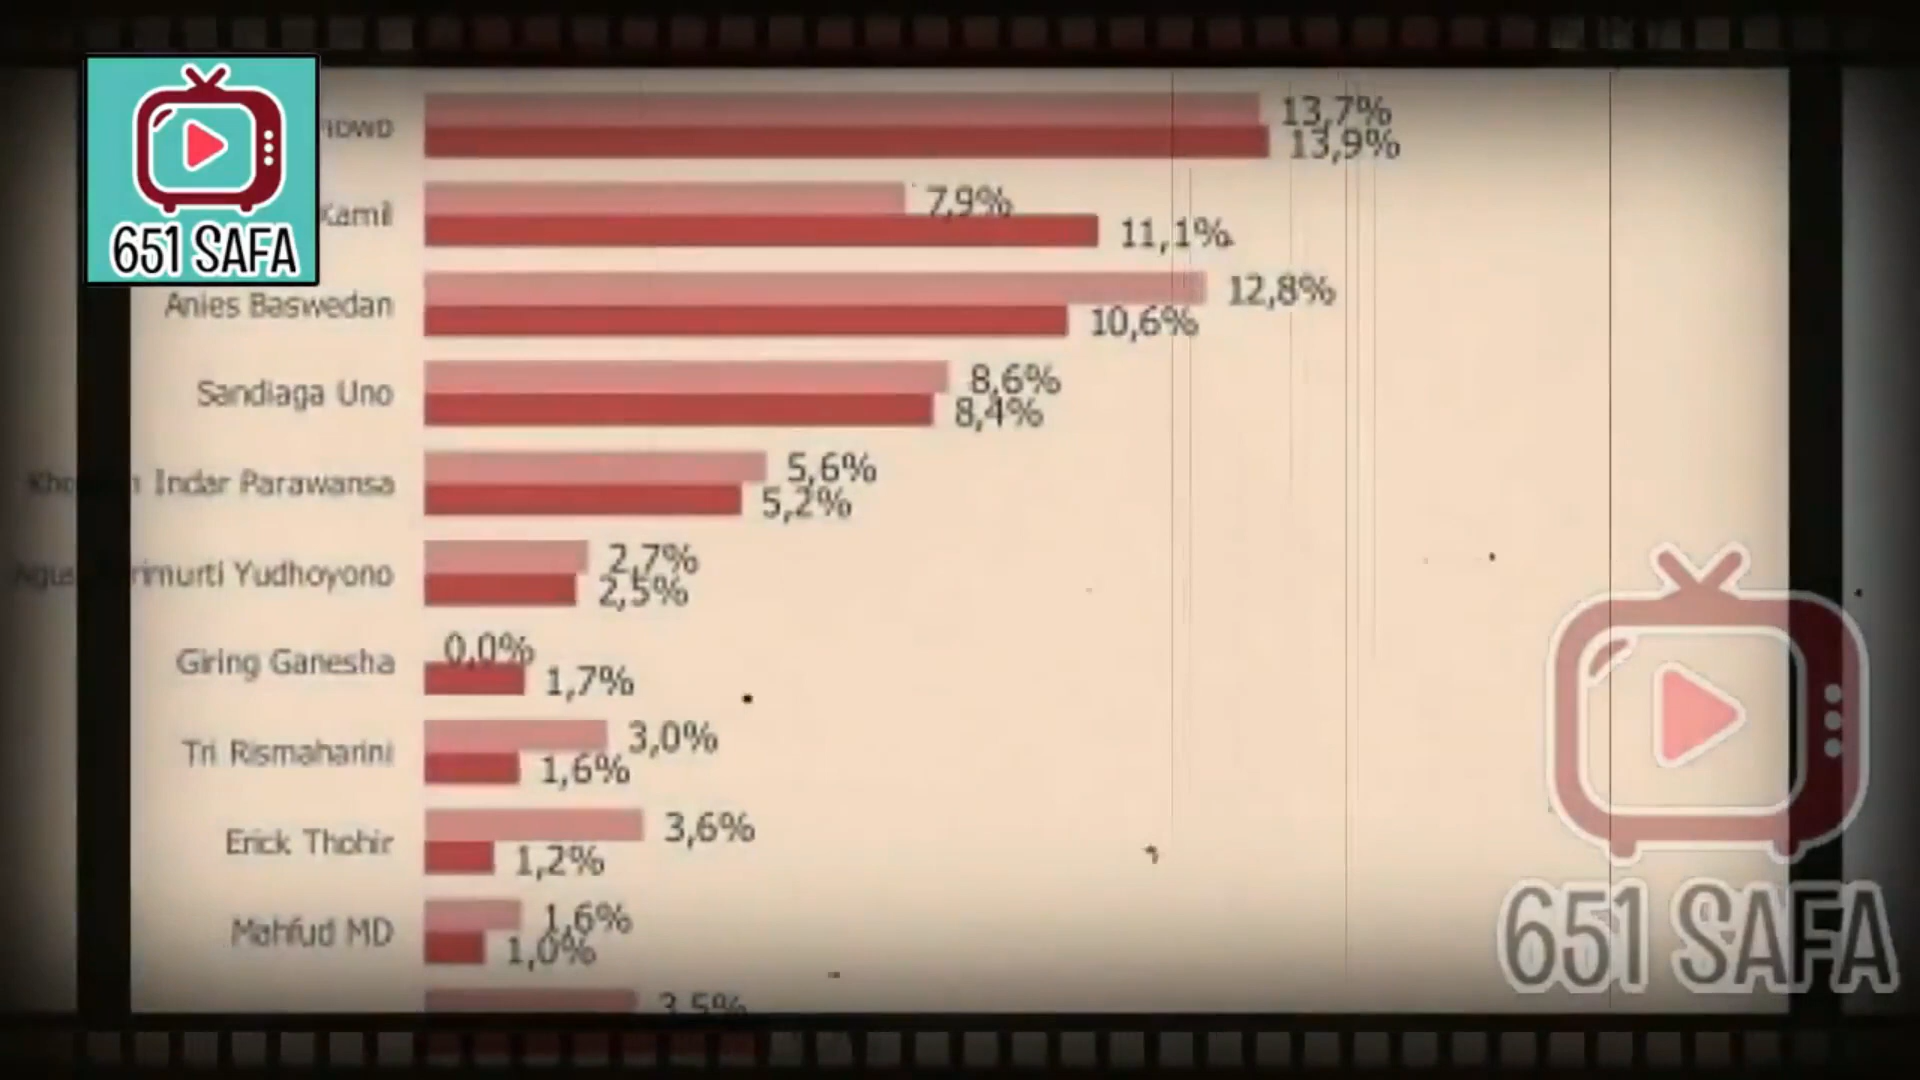 13,7%
13,9%
651 SAFA
Kamil
7,9%
11,1%
Anies Baswedan
12,8%
10,6%
Sandiaga Uno
8,6%
8,4%
Indar Parawansa
5,6%
5,2%
Yudhoyono
2,7%
2,5%
Giring Ganesha
0,0%
1,7%
Tri Rismaharini
3,0%
1,6%
Erick Thohir
3,6%
1,2%
Mahfud MD
1,6%
1,0%
3,5%
651 SAFA